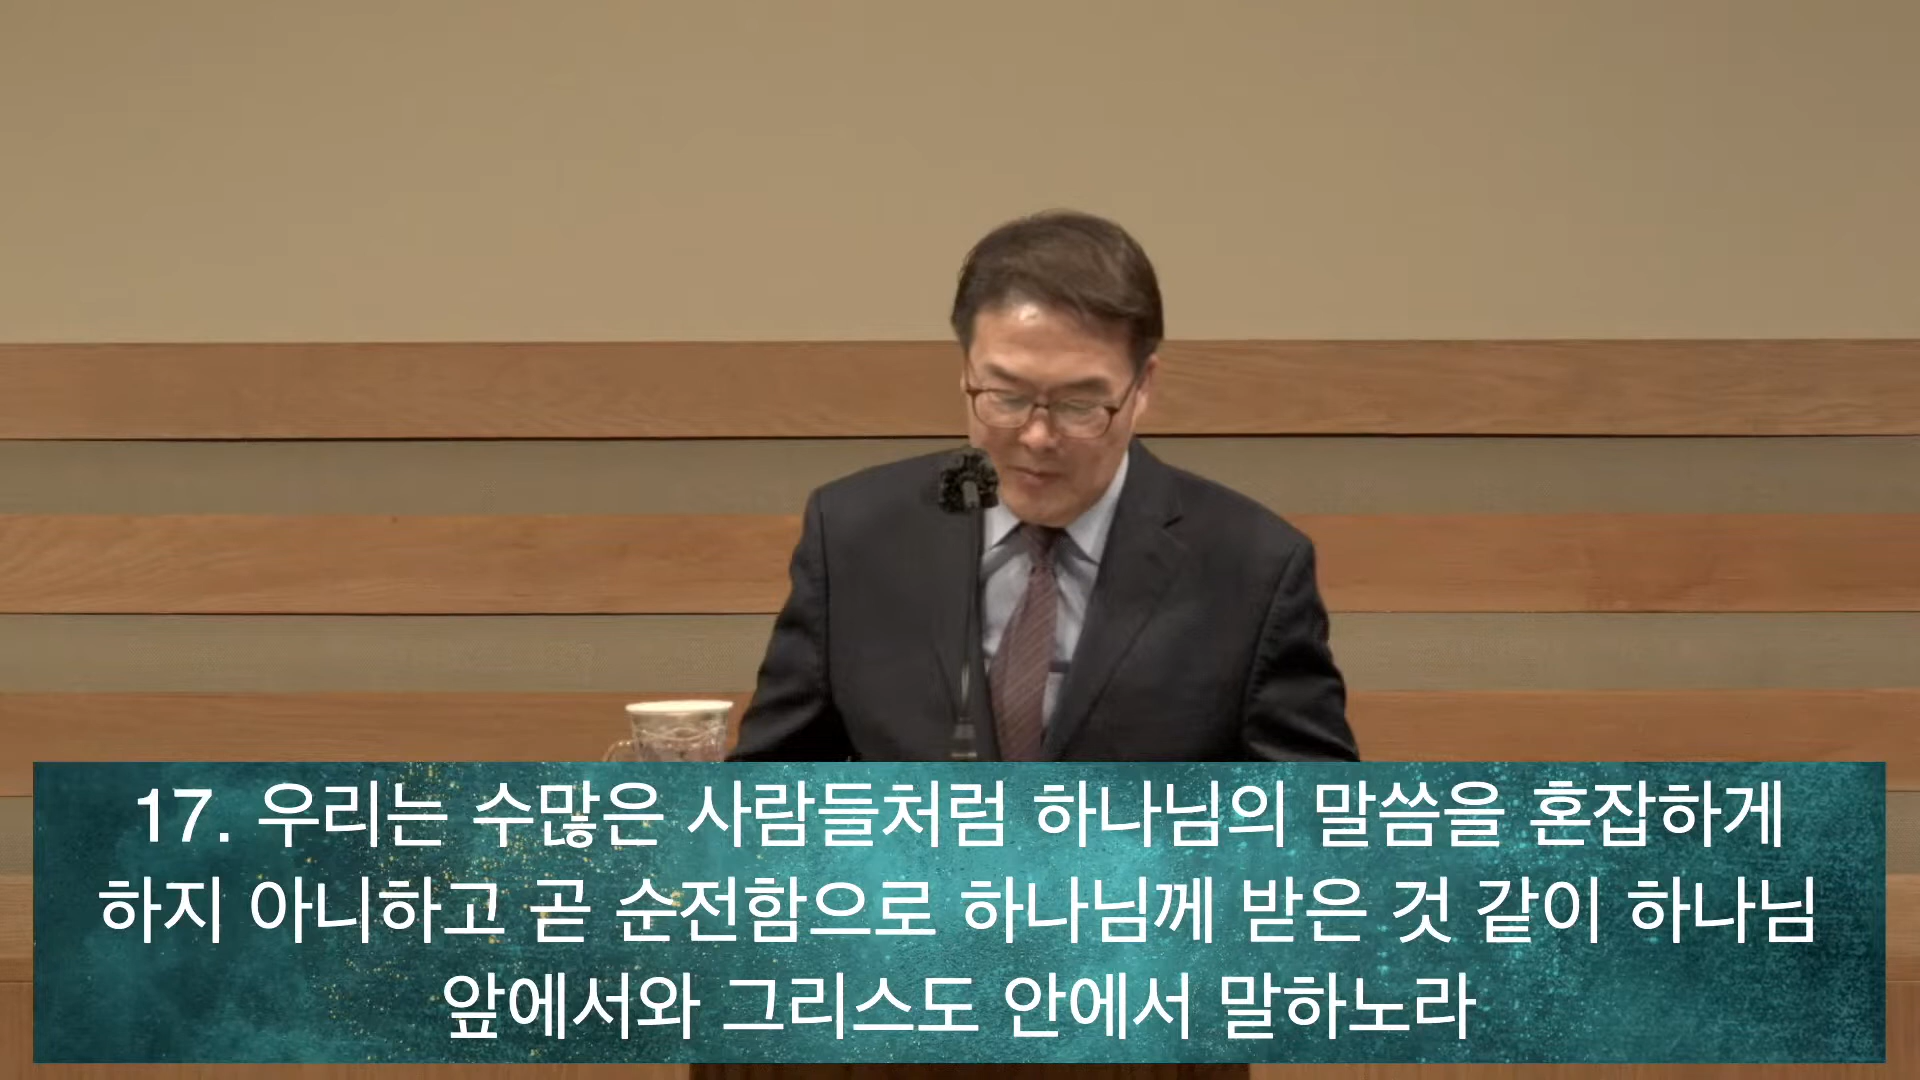 17. 우리는 수많은 사람들처럼 하나님의 말씀을 혼잡하게
하지 아니하고 곧 순전함으로 하나님께 받은 것 같이 하나님
앞에서와 그리스도 안에서 말하노라